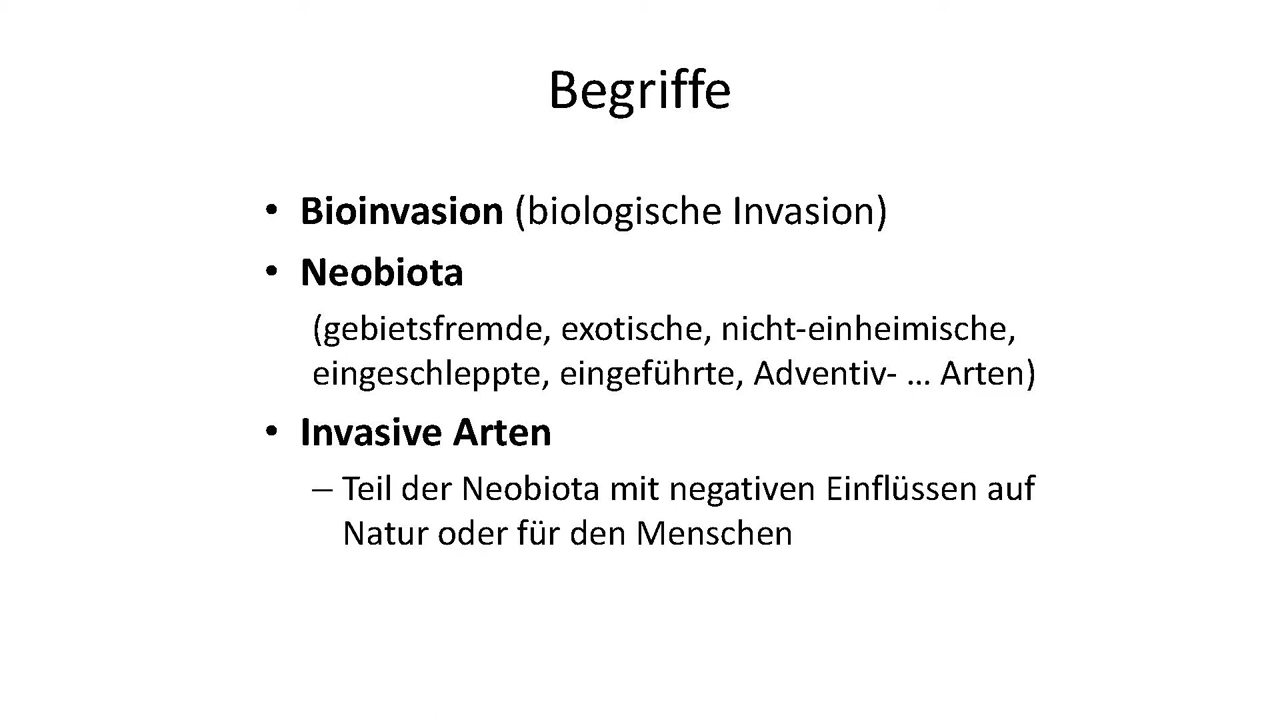 Begriffe
• Bioinvasion (biologische Invasion)
• Neobiota
(gebietsfremde, exotische, nicht-einheimische,
eingeschleppte, eingeführte, Adventiv- ... Arten)
• Invasive Arten
– Teil der Neobiota mit negativen Einflüssen auf
Natur oder für den Menschen